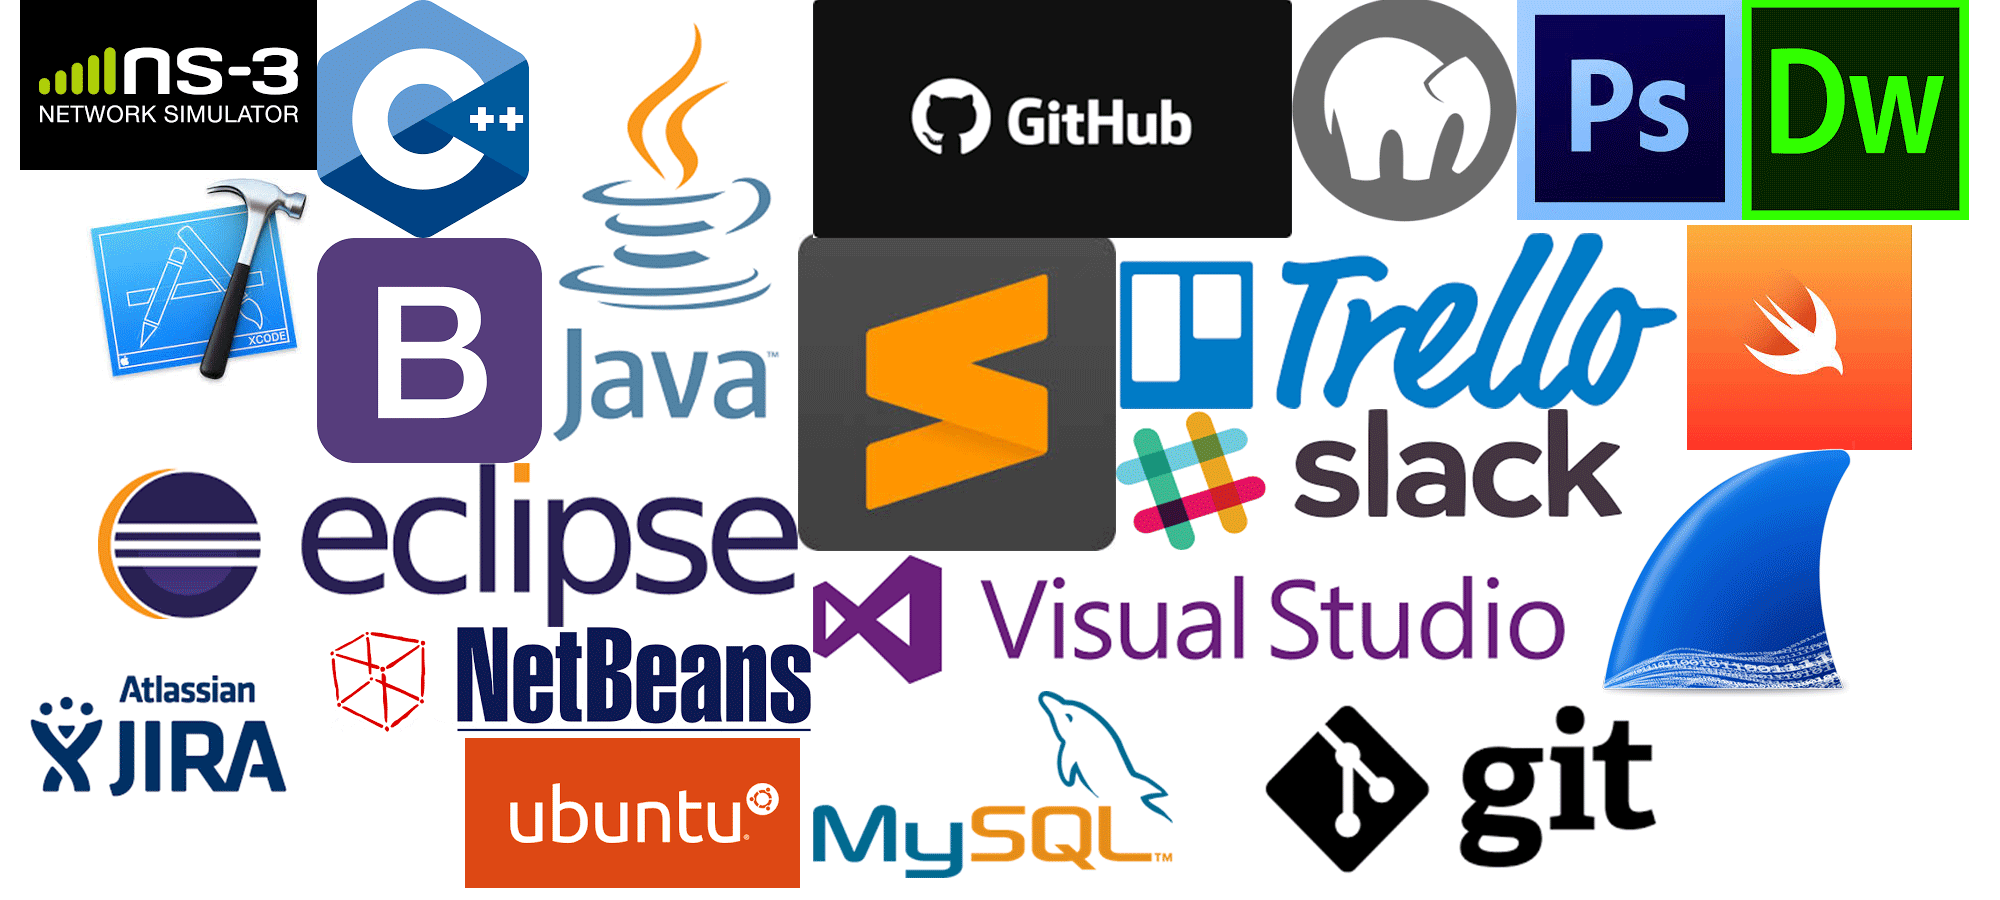 ns-3
NETWORK SIMULATOR
C++
Java™
GitHub
Ps
Dw
XCODE
B
S
Trello
slack
eclipse
Visual Studio
NetBeans
Atlassian
JIRA
ubuntu®
MySQL™
git